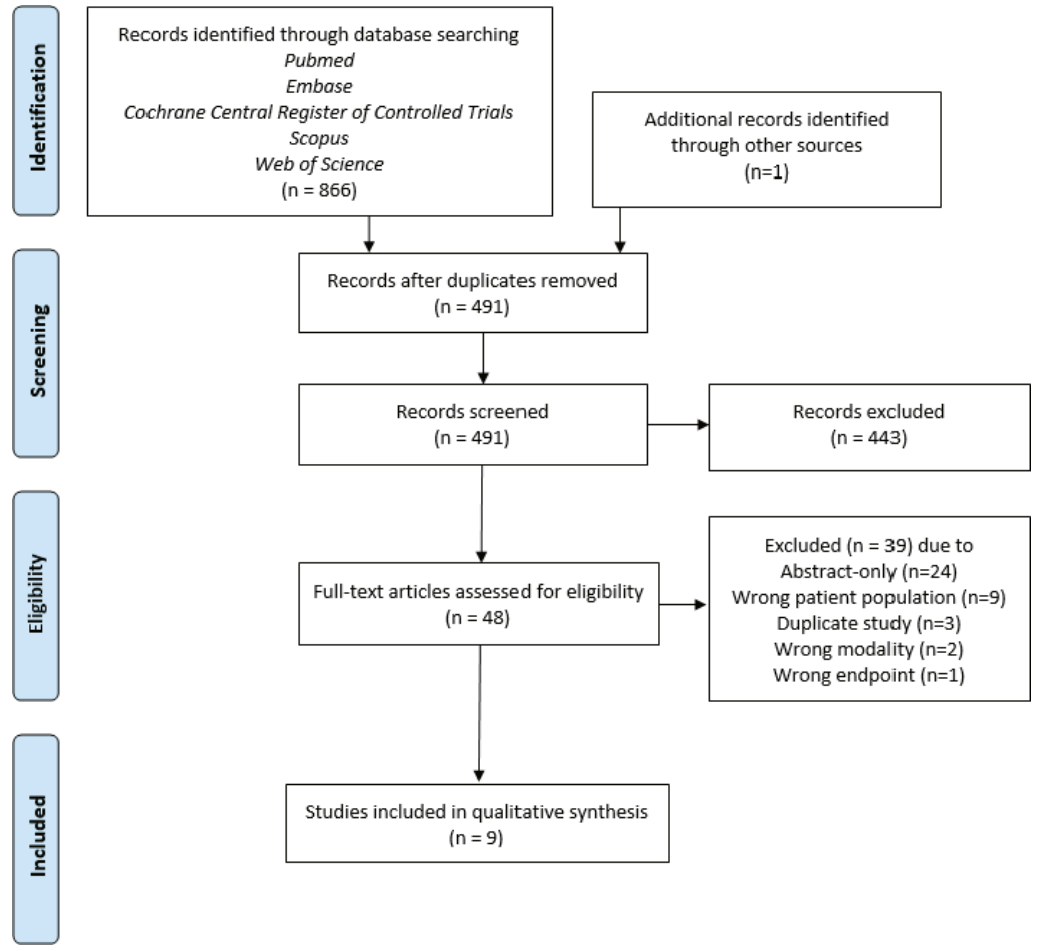 Identification
Records identified through database searching
Pubmed
Embase
Cochrane Central Register of Controlled Trials
Scopus
Web of Science
(n = 866)
Additional records identified
through other sources
(n=1)
Screening
Records after duplicates removed
(n = 491)
Records screened
(n = 491)
Records excluded
(n = 443)
Eligibility
Full-text articles assessed for eligibility
(n = 48)
Excluded (n = 39) due to
Abstract-only (n=24)
Wrong patient population (n=9)
Duplicate study (n=3)
Wrong modality (n=2)
Wrong endpoint (n=1)
Included
Studies included in qualitative synthesis
(n = 9)